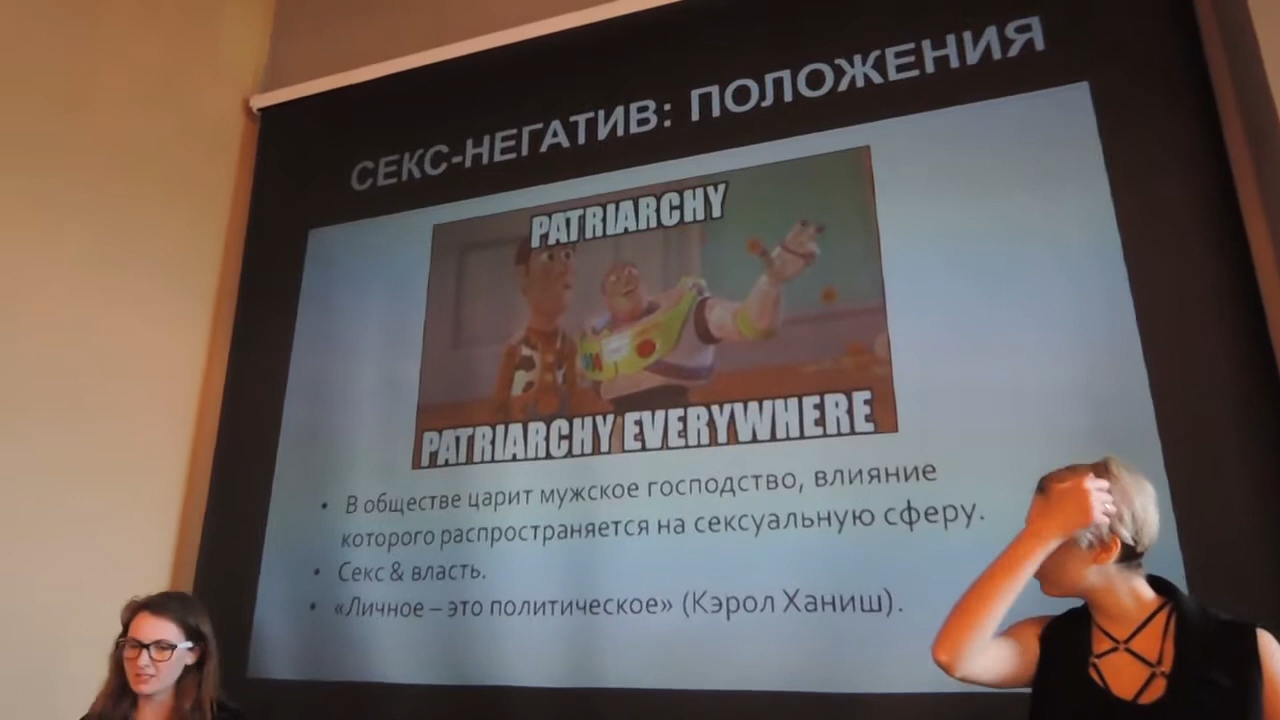 СЕКС-НЕГАТИВ: ПОЛОЖЕНИЯ
PATRIARCHY
PATRIARCHY EVERYWHERE
• В обществе царит мужское господство, влияние
которого распространяется на сексуальную сферу.
• Секс & власть.
• «Личное – это политическое» (Кэрол Ханиш).